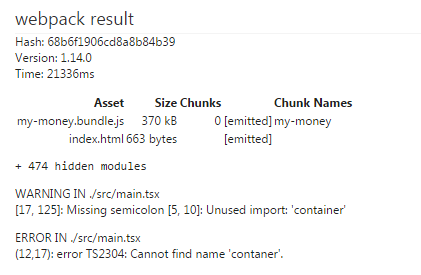 webpack result
Hash: 68b6f1906cd8a8b84b39
Version: 1.14.0
Time: 21336ms
Asset Size Chunks Chunk Names
my-money.bundle.js 370 kB 0 [emitted] my-money
index.html 663 bytes [emitted]
+ 474 hidden modules
WARNING IN ./src/main.tsx
[17, 125]: Missing semicolon [5, 10]: Unused import: 'container'
ERROR IN ./src/main.tsx
(12,17): error TS2304: Cannot find name 'contaner'.